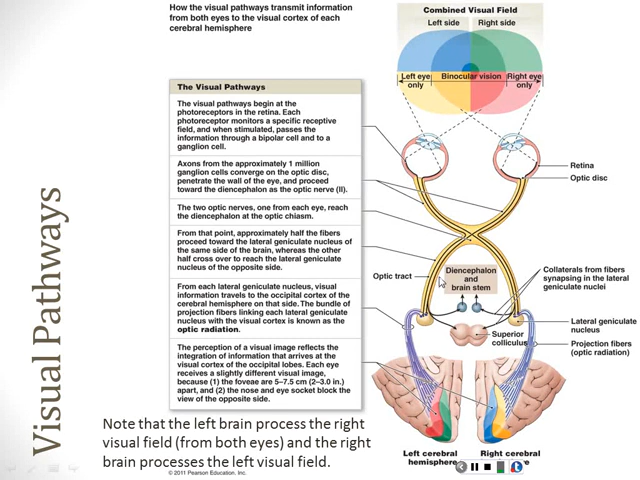 How the visual pathways transmit information
from both eyes to the visual cortex of each
cerebral hemisphere
Combined Visual Field
Left side
Right side
Left eye
only
Binocular vision
Right eye
only
The Visual Pathways
The visual pathways begin at the
photoreceptors in the retina. Each
photoreceptor monitors a specific receptive
field, and when stimulated, passes the
information through a bipolar cell and to a
ganglion cell.
Axons from the approximately 1 million
ganglion cells converge on the optic disc,
penetrate the wall of the eye, and proceed
toward the diencephalon as the optic nerve (II).
The two optic nerves, one from each eye, reach
the diencephalon at the optic chiasm.
From that point, approximately half the fibers
proceed toward the lateral geniculate nucleus of
the same side of the brain, whereas the other
half cross over to reach the lateral geniculate
nucleus of the opposite side.
From each lateral geniculate nucleus, visual
information travels to the occipital cortex of the
cerebral hemisphere on that side. The bundle of
projection fibers linking each lateral geniculate
nucleus with the visual cortex is known as the
optic radiation.
The perception of a visual image reflects the
integration of information that arrives at the
visual cortex of the occipital lobes. Each eye
receives a slightly different visual image,
because (1) the foveae are 5–7.5 cm (2–3.0 in.)
apart, and (2) the nose and eye socket block the
view of the opposite side.
Retina
Optic disc
Optic tract
Diencephalon
and
brain stem
Collaterals from fibers
synapsing in the lateral
geniculate nuclei
Superior
colliculus
Lateral geniculate
nucleus
Projection fibers
(optic radiation)
Left cerebral
hemisphere
Right cerebral
Visual Pathways
Note that the left brain process the right
visual field (from both eyes) and the right
brain processes the left visual field.
© 2011 Pearson Education, Inc.